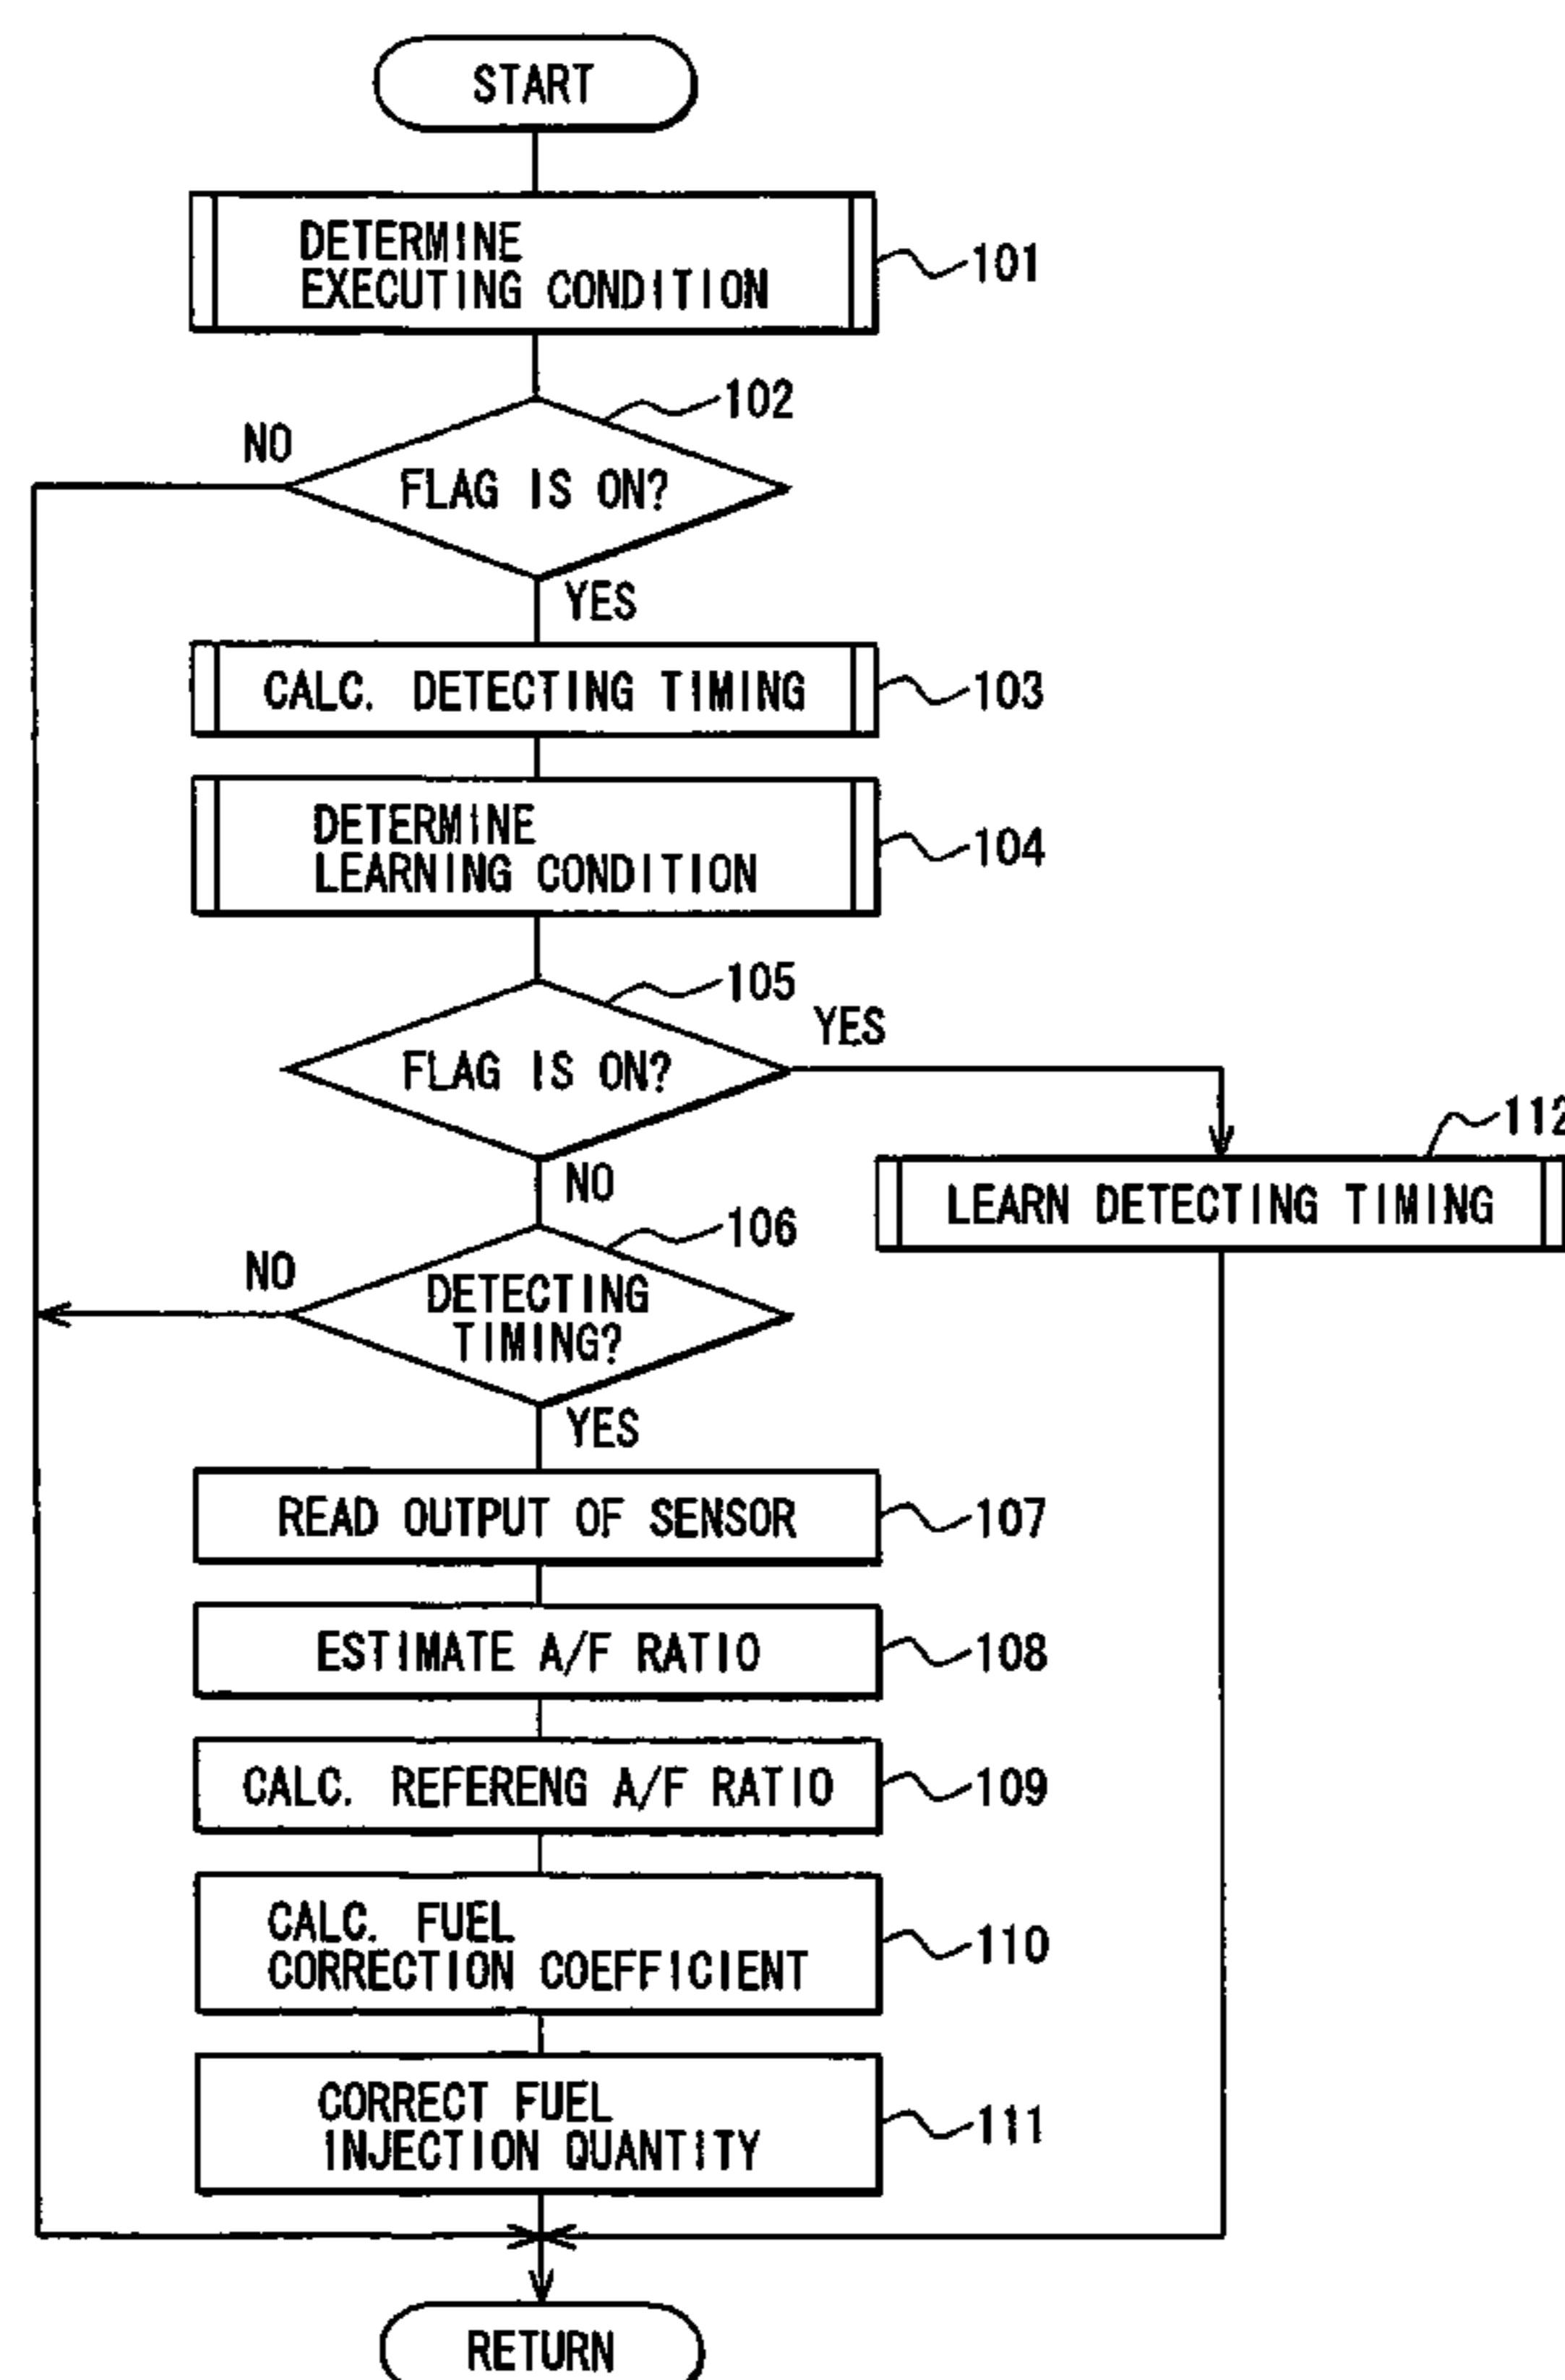 START
DETERMINE
EXECUTING CONDITION
101
102
NO
FLAG IS ON?
YES
CALC. DETECTING TIMING
103
DETERMINE
LEARNING CONDITION
104
105
YES
FLAG IS ON?
112
NO
LEARN DETECTING TIMING
106
NO
DETECTING
TIMING?
YES
READ OUTPUT OF SENSOR
107
ESTIMATE A/F RATIO
108
CALC. REFERENG A/F RATIO
109
CALC. FUEL
CORRECTION COEFFICIENT
110
CORRECT FUEL
INJECTION QUANTITY
111
RETURN